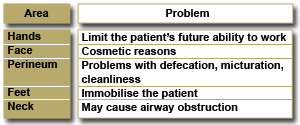 Area Problem
Hands Limit the patient's future ability to work
Face Cosmetic reasons
Perineum Problems with defecation, micturation,
cleanliness
Feet Immobilise the patient
Neck May cause airway obstruction